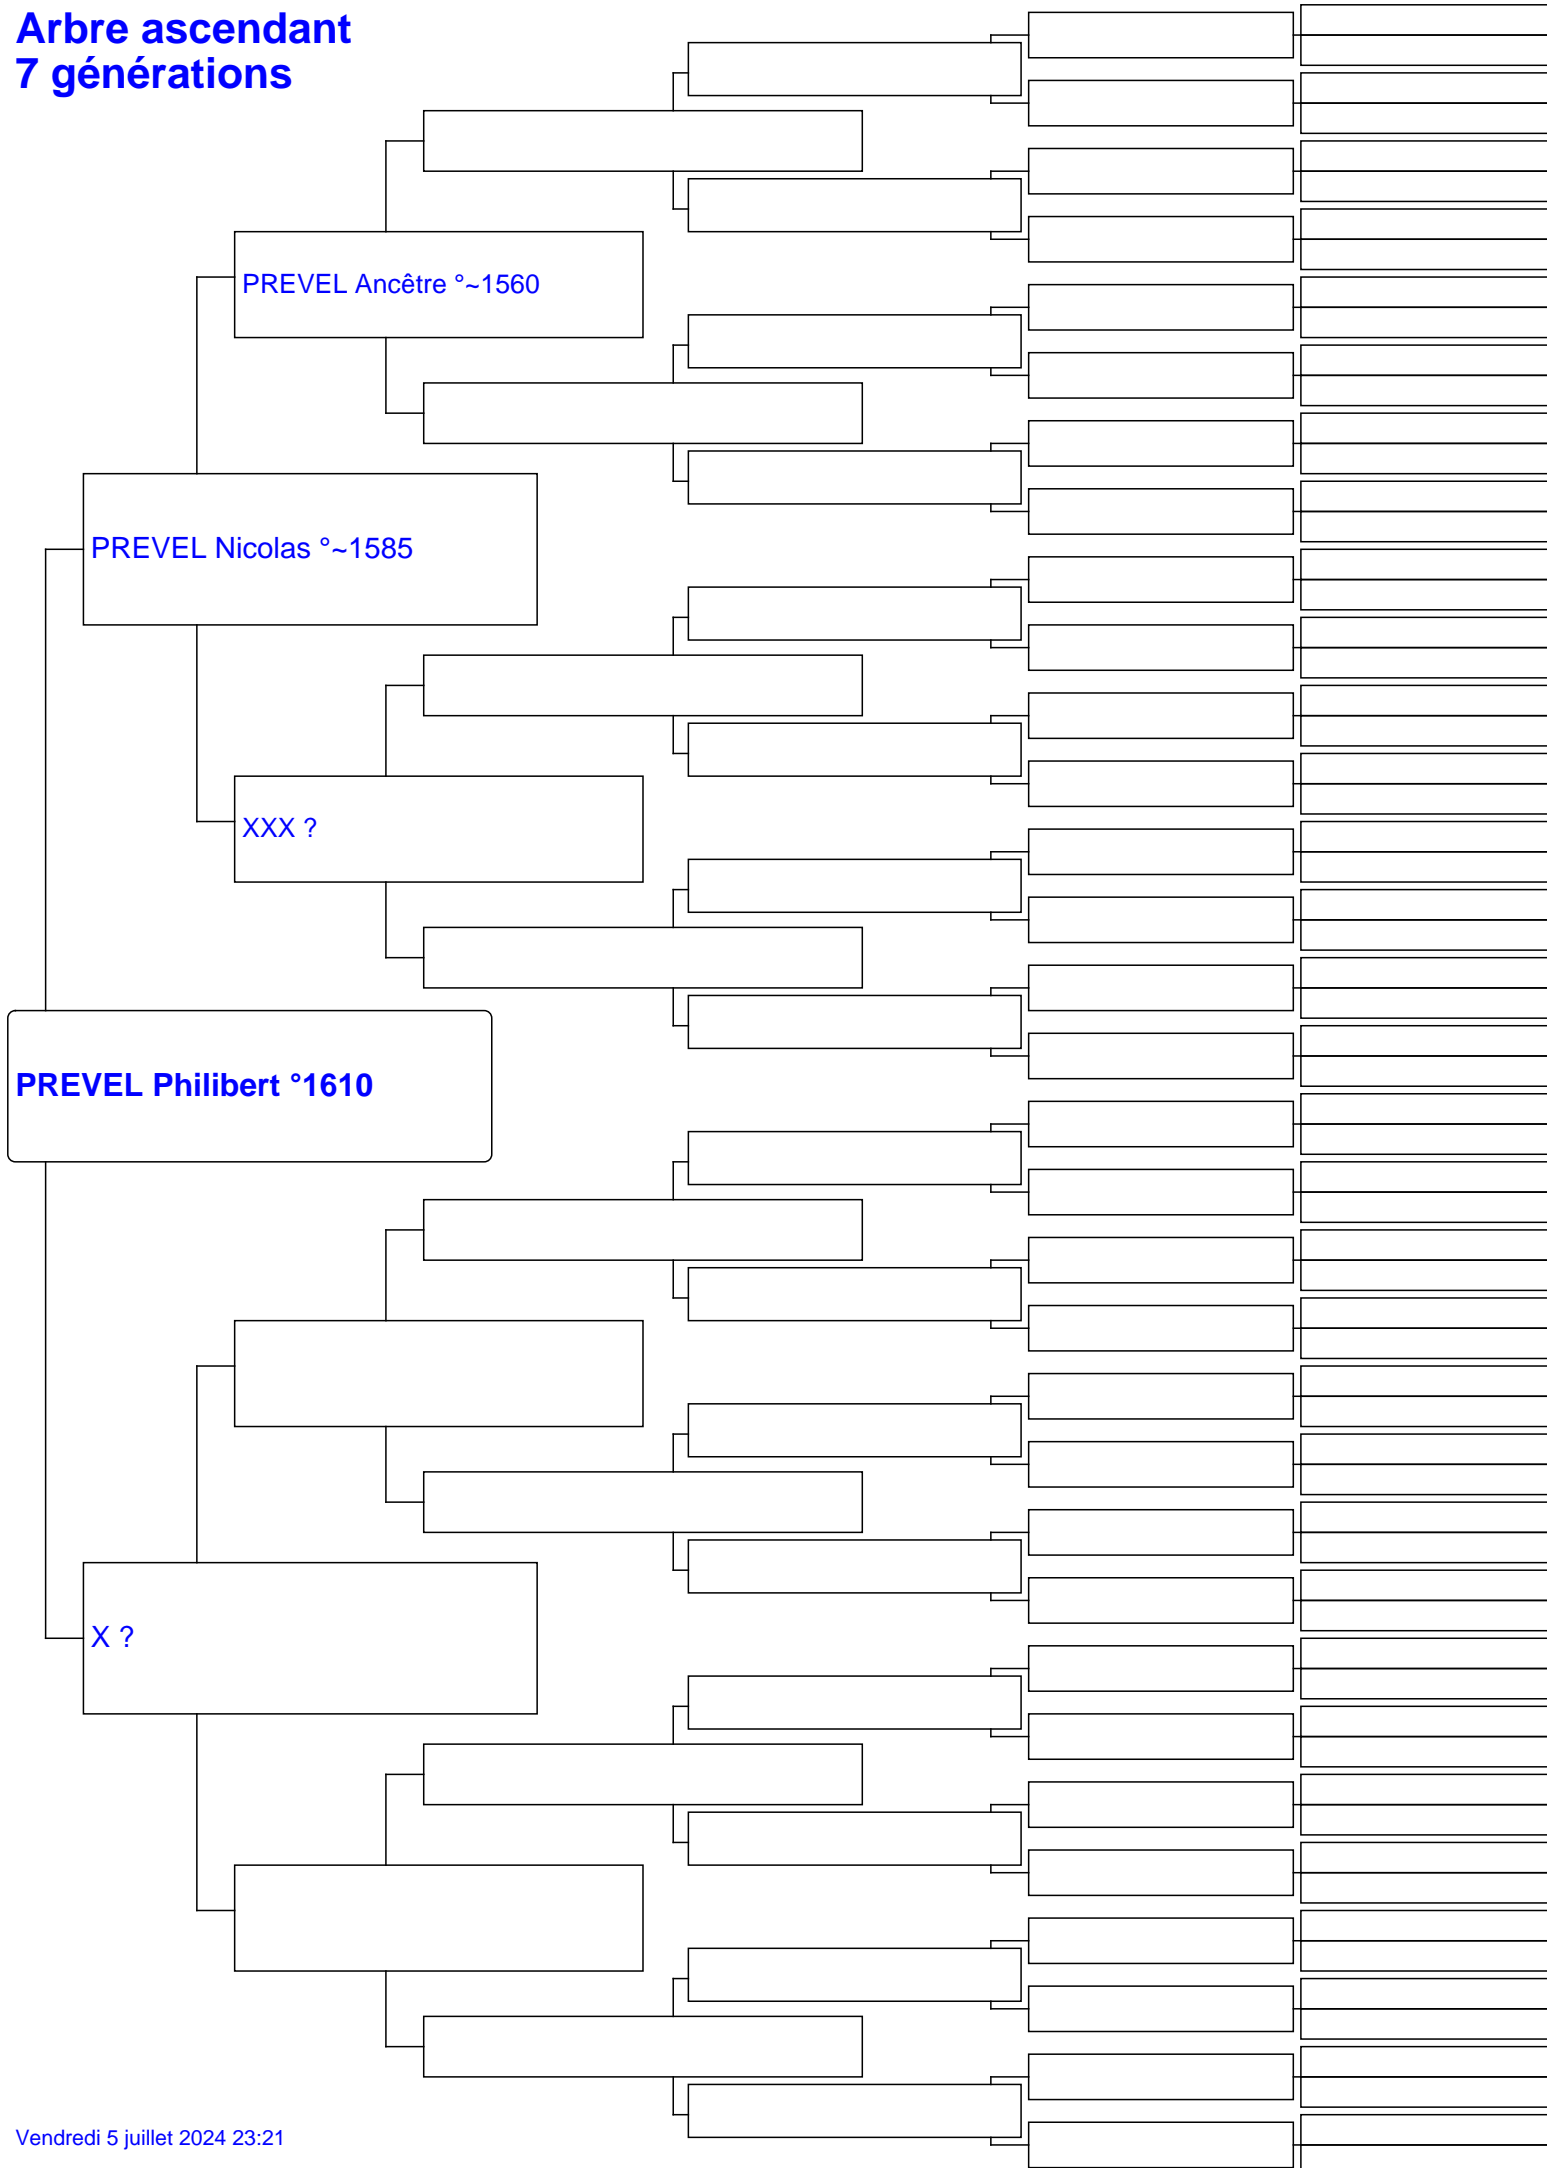 Arbre ascendant
7 générations
PREVEL Ancêtre °~1560
PREVEL Nicolas °~1585
XXX ?
PREVEL Philibert °1610
X ?
Vendredi 5 juillet 2024 23:21